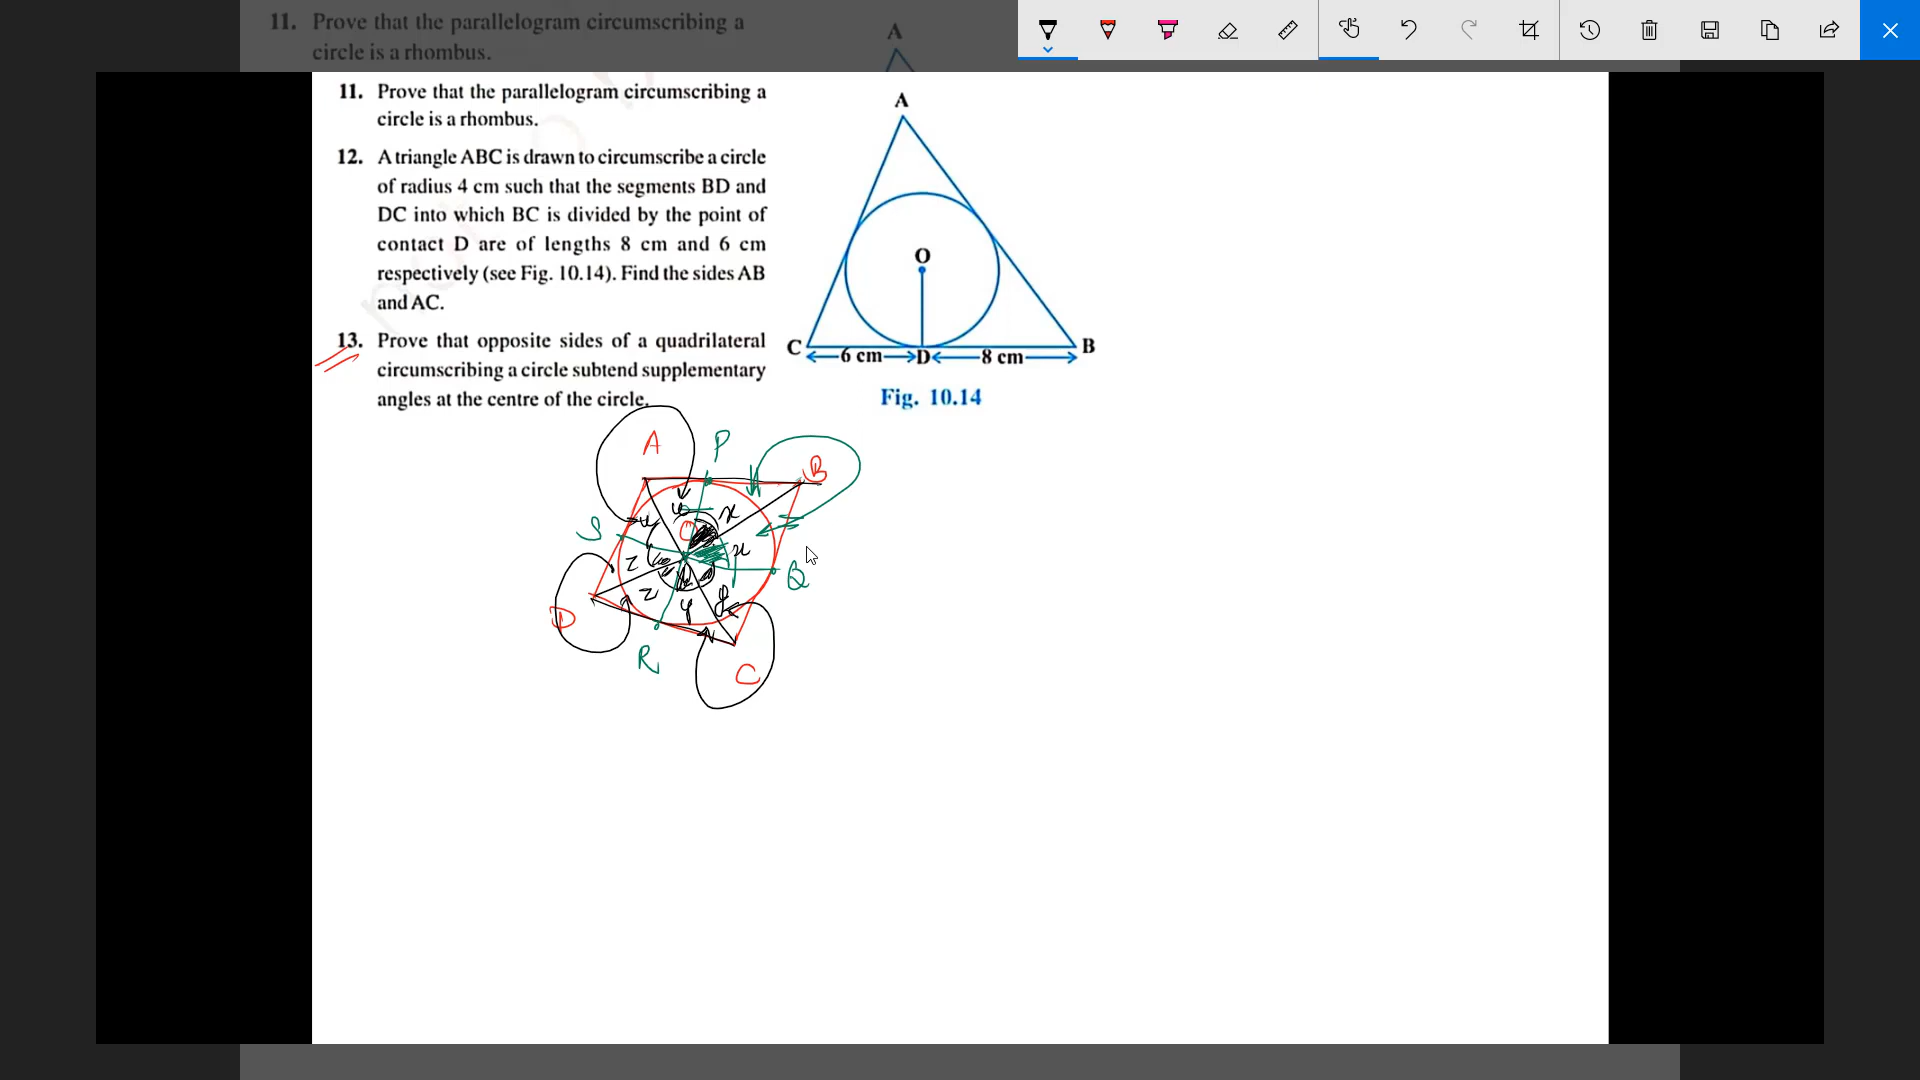 11. Prove that the parallelogram circumscribing a
circle is a rhombus.
A
11. Prove that the parallelogram circumscribing a
circle is a rhombus.
12. A triangle ABC is drawn to circumscribe a circle
of radius 4 cm such that the segments BD and
DC into which BC is divided by the point of
contact D are of lengths 8 cm and 6 cm
respectively (see Fig. 10.14). Find the sides AB
and AC.
13. Prove that opposite sides of a quadrilateral
circumscribing a circle subtend supplementary
angles at the centre of the circle.
A
O
C 6 cm D 8 cm B
Fig. 10.14
A P B
x
S O x
z Q
z y
D
R C